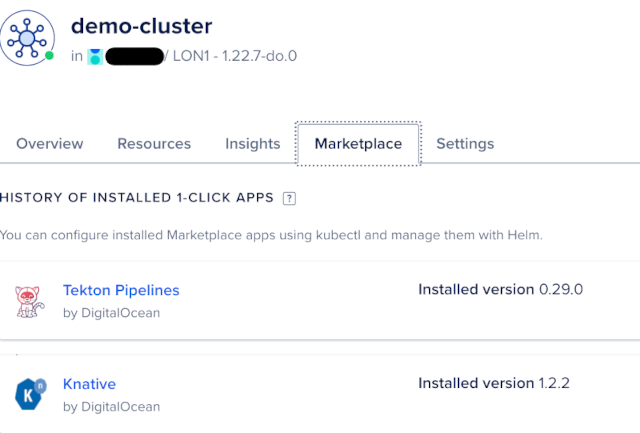 demo-cluster
in / LON1 - 1.22.7-do.0
Overview Resources Insights Marketplace Settings
HISTORY OF INSTALLED 1-CLICK APPS ?
You can configure installed Marketplace apps using kubectl and manage them with Helm.
Tekton Pipelines Installed version 0.29.0
by DigitalOcean
K n
Knative Installed version 1.2.2
by DigitalOcean